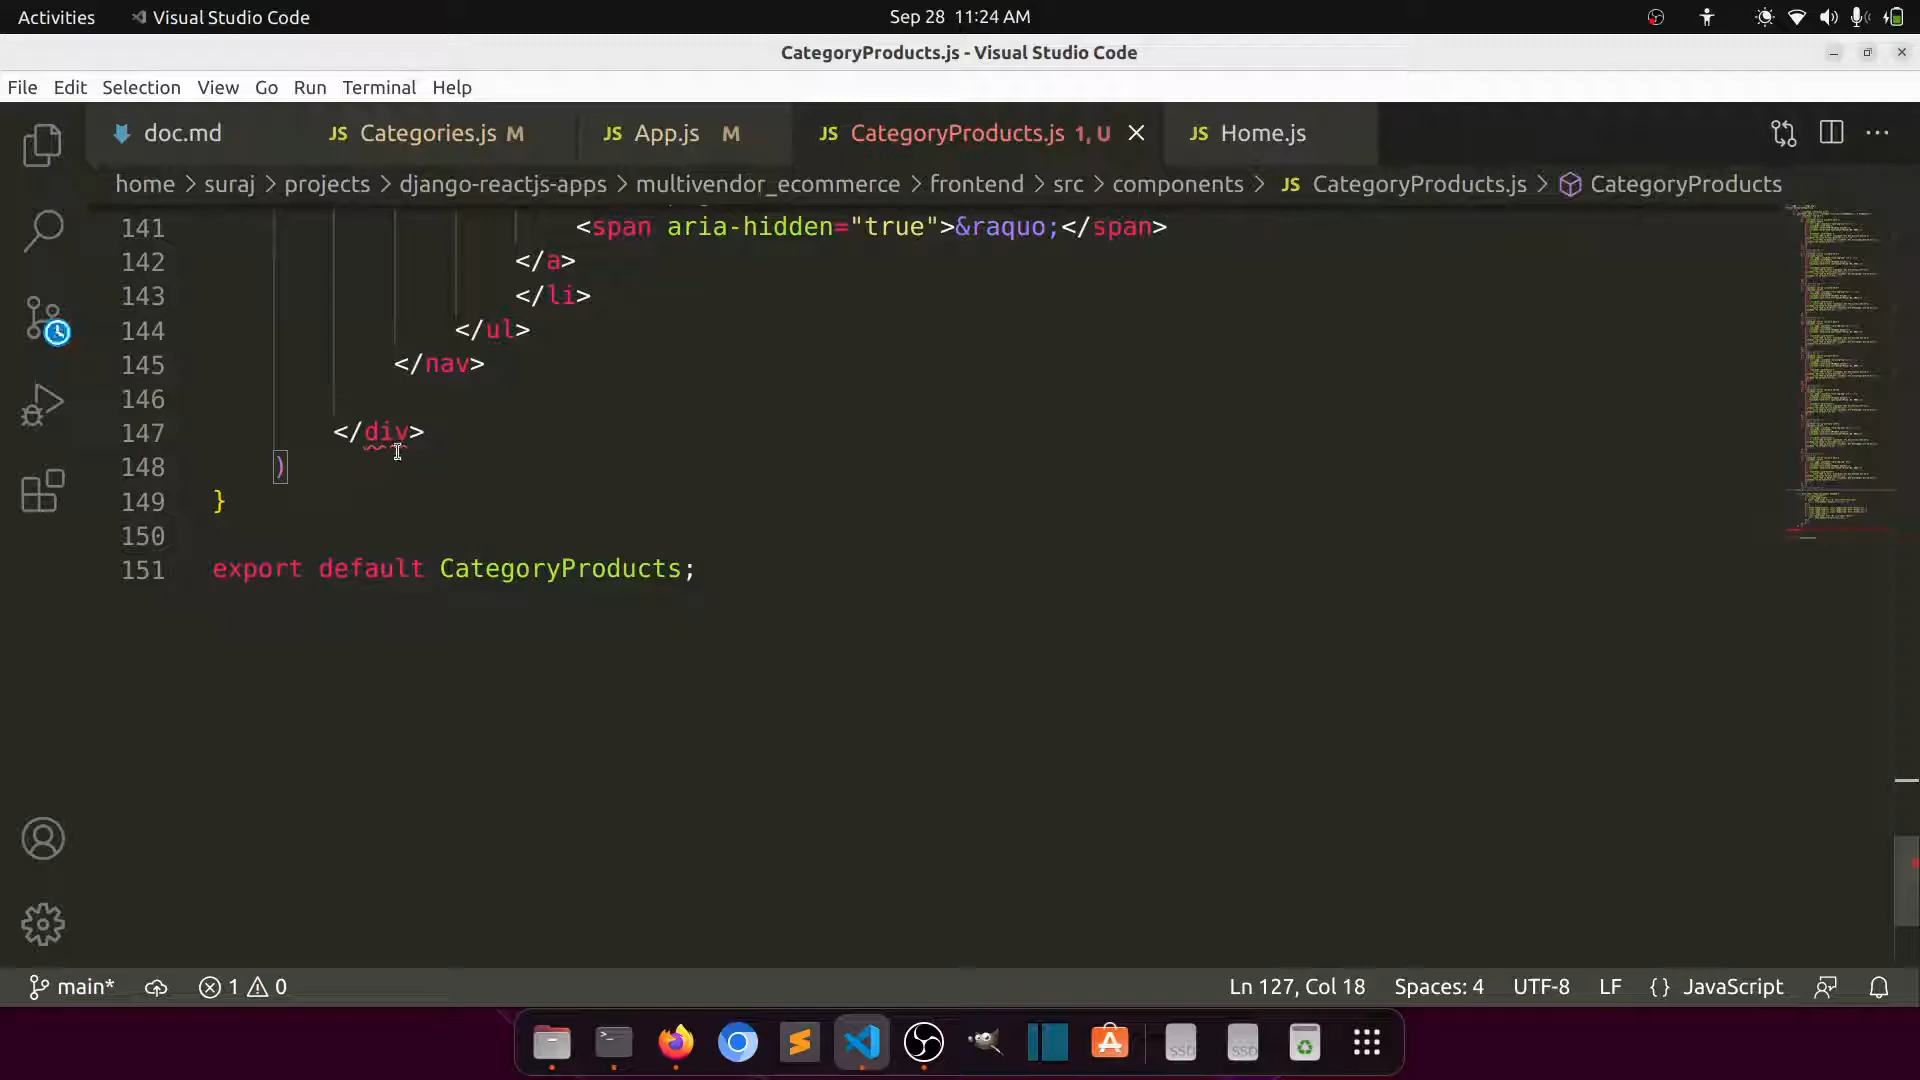 Activities Visual Studio Code Sep 28 11:24 AM
CategoryProducts.js - Visual Studio Code
File Edit Selection View Go Run Terminal Help
doc.md JS Categories.js M JS App.js M JS CategoryProducts.js 1, U JS Home.js
home > suraj > projects > django-reactjs-apps > multivendor_ecommerce > frontend > src > components > JS CategoryProducts.js > CategoryProducts
141 <span aria-hidden="true">&raquo;</span>
142 </a>
143 </li>
144 </ul>
145 </nav>
146
147 </div>
148 )
149 }
150
151 export default CategoryProducts;
main* 1 0 Ln 127, Col 18 Spaces: 4 UTF-8 LF {} JavaScript
SSD SSD